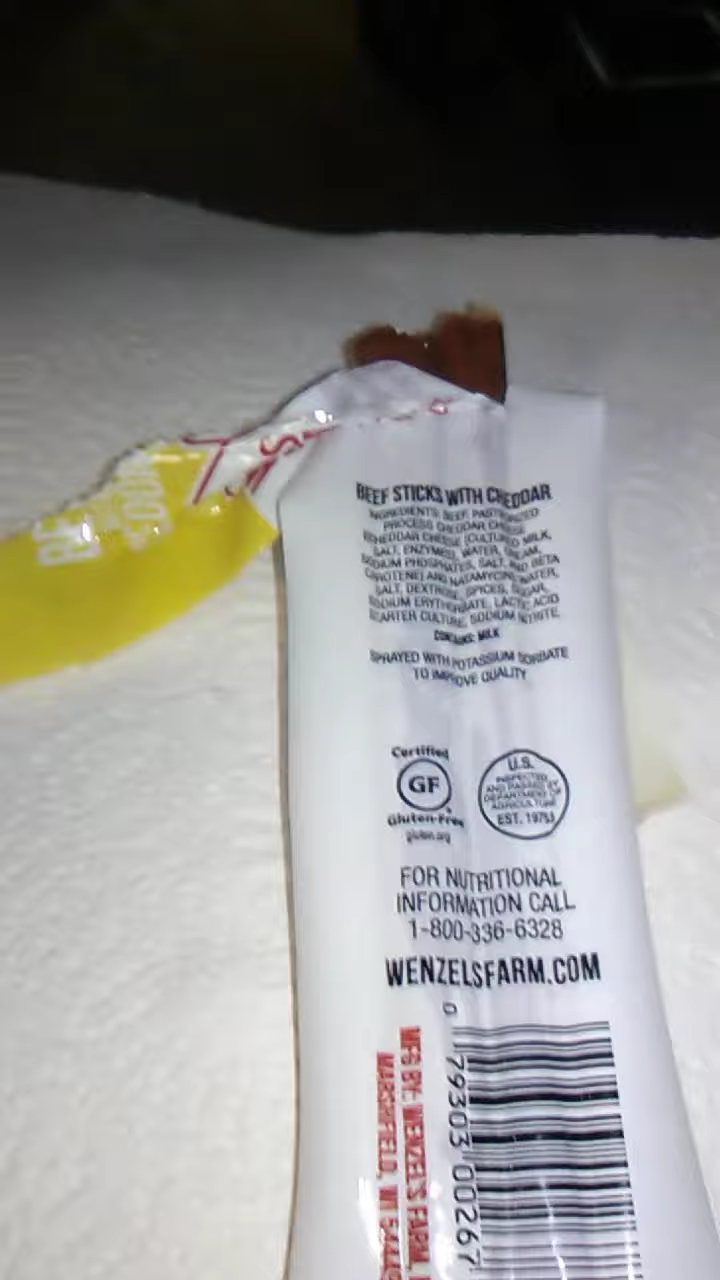 BEEF STICKS WITH CHEDDAR
INGREDIENTS: BEEF, PASTEURIZED
PROCESS CHEDDAR CHEESE
(CHEDDAR CHEESE [CULTURED MILK,
SALT, ENZYMES], WATER, CREAM,
SODIUM PHOSPHATES, SALT, AND BETA
CAROTENE) AND NATAMYCIN, WATER,
SALT, DEXTROSE, SPICES, SUGAR,
SODIUM ERYTHORBATE, LACTIC ACID
STARTER CULTURE, SODIUM NITRITE.
CONTAINS: MILK
SPRAYED WITH POTASSIUM SORBATE
TO IMPROVE QUALITY
Certified
GF
Gluten-Free
gluten.org
U.S.
INSPECTED
AND PASSED BY
DEPARTMENT OF
AGRICULTURE
FOR NUTRITIONAL
INFORMATION CALL
1-800-336-6328
WENZELSFARM.COM
MFG BY: WENZEL'S FARM,
MARSHFIELD, WI
0 79303 00267